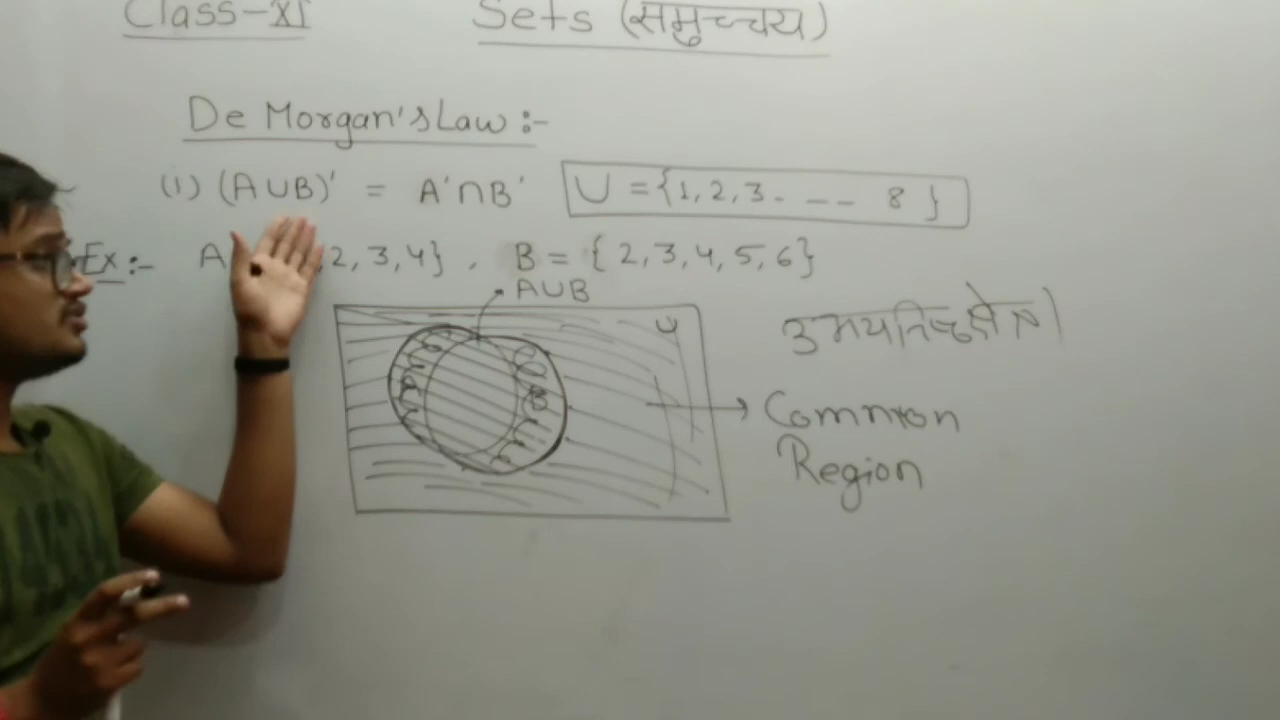 Class-XI Sets (समुच्चय)
De Morgan's Law :-
(1) (A∪B)' = A'∩B' U = {1, 2, 3 - - - 8 }
Ex :- A 2, 3, 4} , B = { 2, 3, 4, 5, 6}
A∪B
U
B
Common
Region